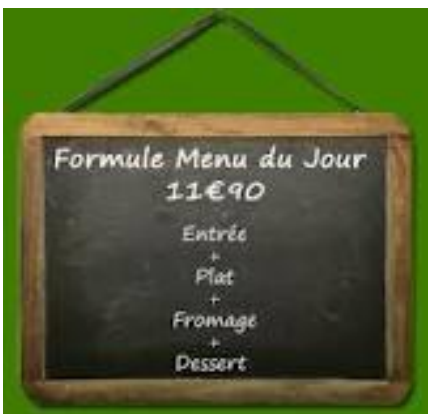 Formule Menu du Jour
11€90
Entrée
+
Plat
+
Fromage
+
Dessert